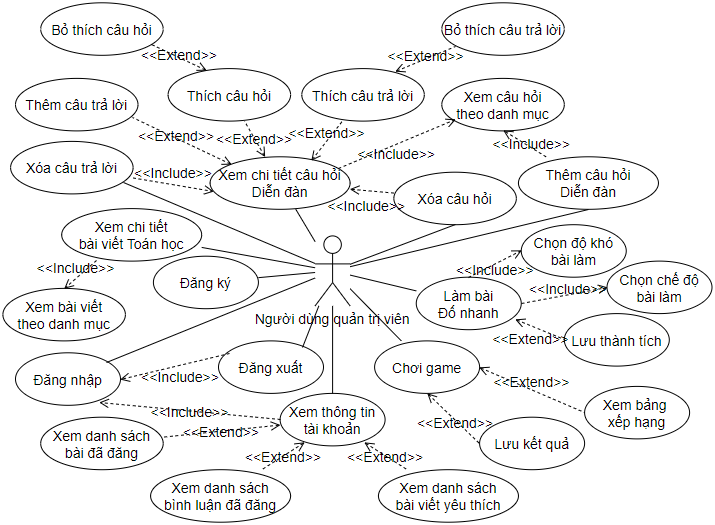 Bỏ thích câu hỏi
Bỏ thích câu trả lời
<<Extend>>
<<Extend>>
Thích câu hỏi
Thích câu trả lời
Thêm câu trả lời
Xem câu hỏi
theo danh mục
<<Extend>>
<<Extend>>
<<Extend>>
<<Include>>
<<Include>>
Xóa câu trả lời
<<Include>>
Xem chi tiết câu hỏi
Diễn đàn
Thêm câu hỏi
Diễn đàn
<<Include>>
Xóa câu hỏi
Xem chi tiết
bài viết Toán học
<<Include>>
Chọn độ khó
bài làm
<<Include>>
Đăng ký
Chọn chế độ
bài làm
<<Include>>
Xem bài viết
theo danh mục
Làm bài
Đố nhanh
Người dùng quản trị viên
<<Extend>>
Lưu thành tích
Đăng nhập
<<Include>>
Đăng xuất
Chơi game
<<Extend>>
Xem bảng
xếp hạng
<<Include>>
Xem thông tin
tài khoản
<<Extend>>
<<Extend>>
Lưu kết quả
Xem danh sách
bài đã đăng
<<Extend>>
<<Extend>>
Xem danh sách
bình luận đã đăng
Xem danh sách
bài viết yêu thích